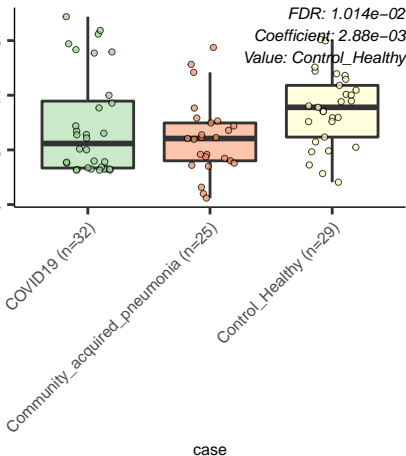 FDR: 1.014e−02
Coefficient: 2.88e−03
Value: Control_Healthy
COVID19 (n=32)
Community_acquired_pneumonia (n=25)
Control_Healthy (n=29)
case